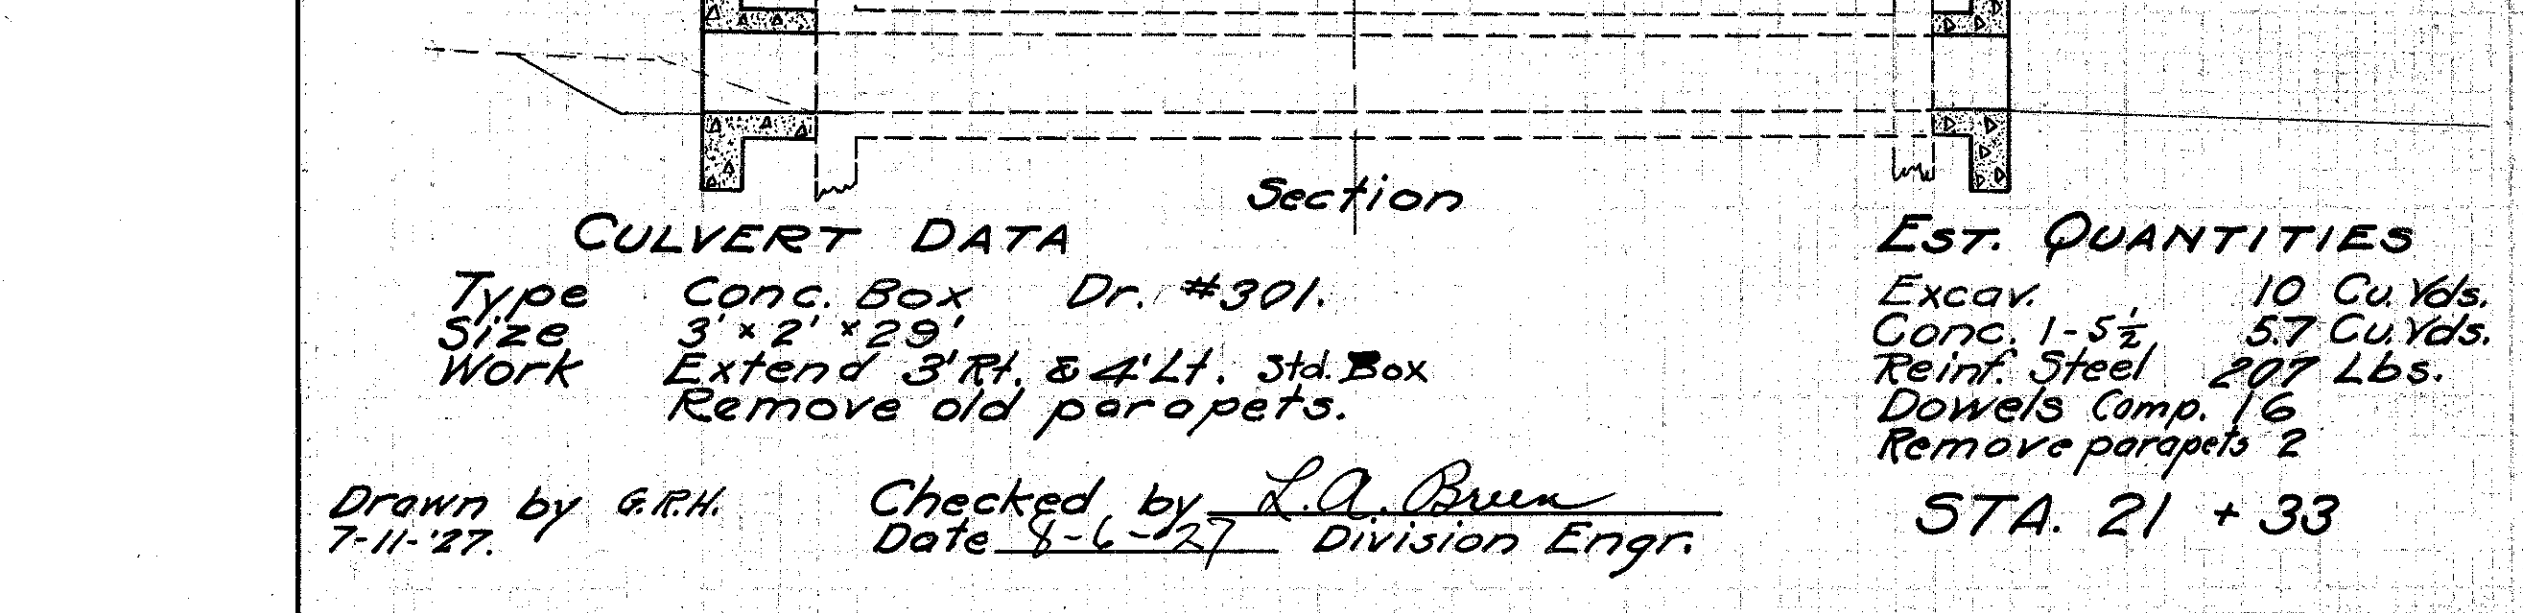 Section
CULVERT DATA
Type Conc. Box Dr. #301.
Size 3' x 2' x 29'
Work Extend 3' Rt. & 4' Lt. Std. Box
Remove old parapets.
EST. QUANTITIES
Excav. 10 Cu. Yds.
Conc. 1-5½ 5.7 Cu. Yds.
Reinf. Steel 207 Lbs.
Dowels Comp. 16
Remove parapets 2
Drawn by G.R.H.
7-11-'27.
Checked by L.A. Breen
Date 8-6-27 Division Engr.
STA. 21 + 33